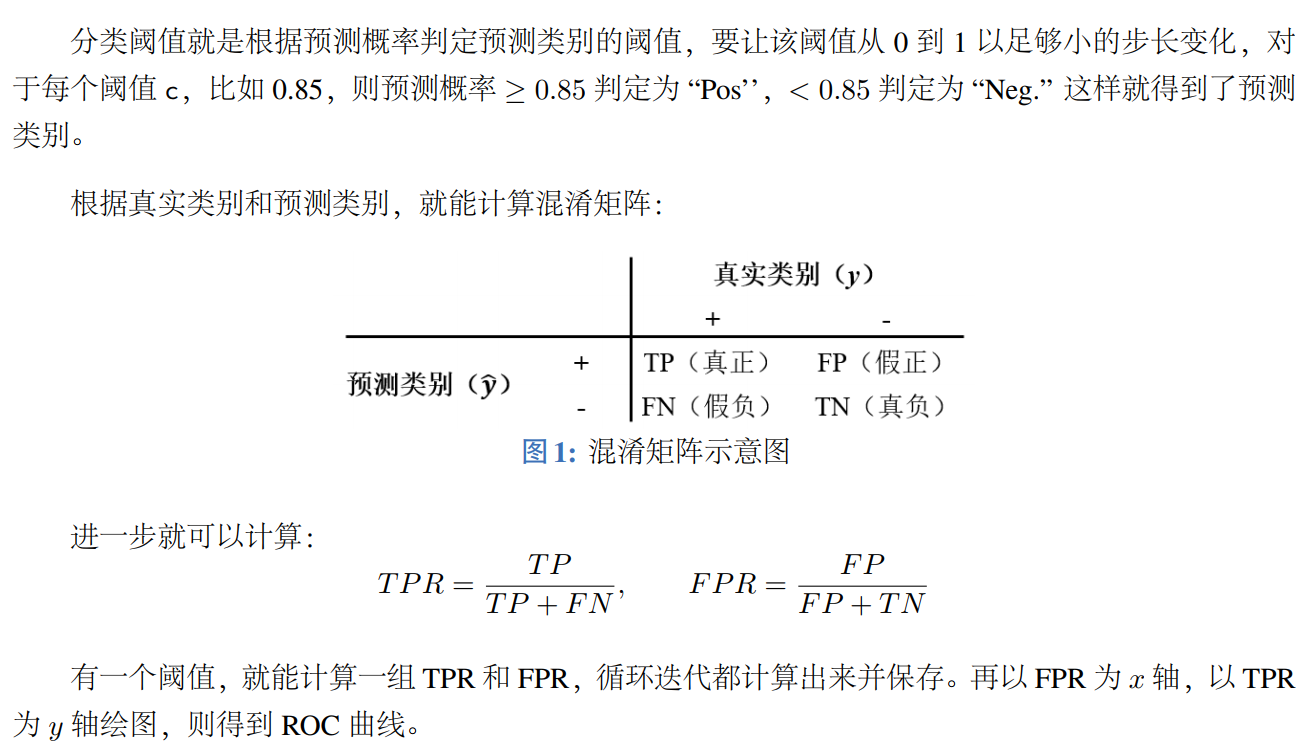 分类阈值就是根据预测概率判定预测类别的阈值，要让该阈值从 0 到 1 以足够小的步长变化，对
于每个阈值 c，比如 0.85，则预测概率 ≥ 0.85 判定为 “Pos’’，< 0.85 判定为 “Neg.” 这样就得到了预测
类别。
根据真实类别和预测类别，就能计算混淆矩阵：
真实类别（y）
+ -
预测类别（ŷ） + TP（真正） FP（假正）
- FN（假负） TN（真负）
图 1: 混淆矩阵示意图
进一步就可以计算：
TPR = TP / (TP + FN), FPR = FP / (FP + TN)
有一个阈值，就能计算一组 TPR 和 FPR，循环迭代都计算出来并保存。再以 FPR 为 x 轴，以 TPR
为 y 轴绘图，则得到 ROC 曲线。